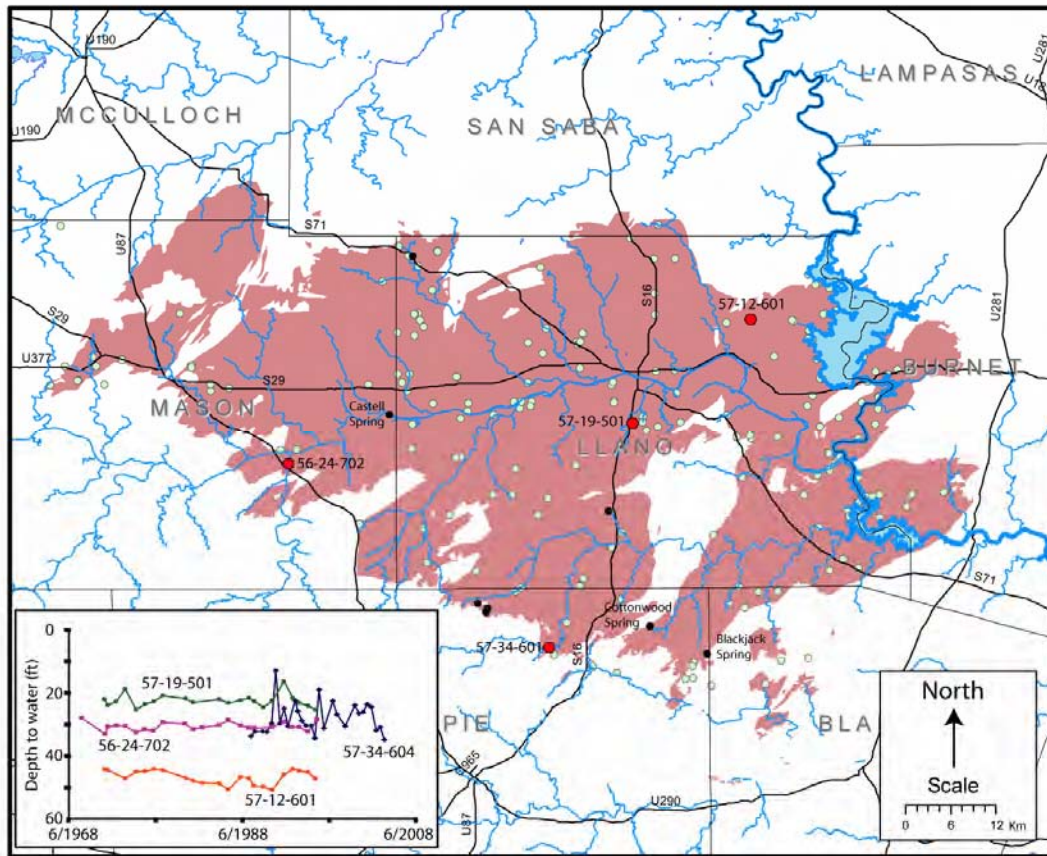 U190
U281
LAMPASAS
U18
MCCULLOCH
SAN SABA
U190
S71
U87
S16
57-12-601
U281
S29
U377
BURNET
S29
MASON
Castell
Spring
57-19-501
LLANO
56-24-702
S71
Cottonwood
Spring
57-34-601
S16
Blackjack
Spring
PIE
BLA
U290
U87
Depth to water (ft)
0
20
40
60
57-19-501
56-24-702
57-34-604
57-12-601
6/1968
6/1988
6/2008
North
Scale
0 6 12 Km